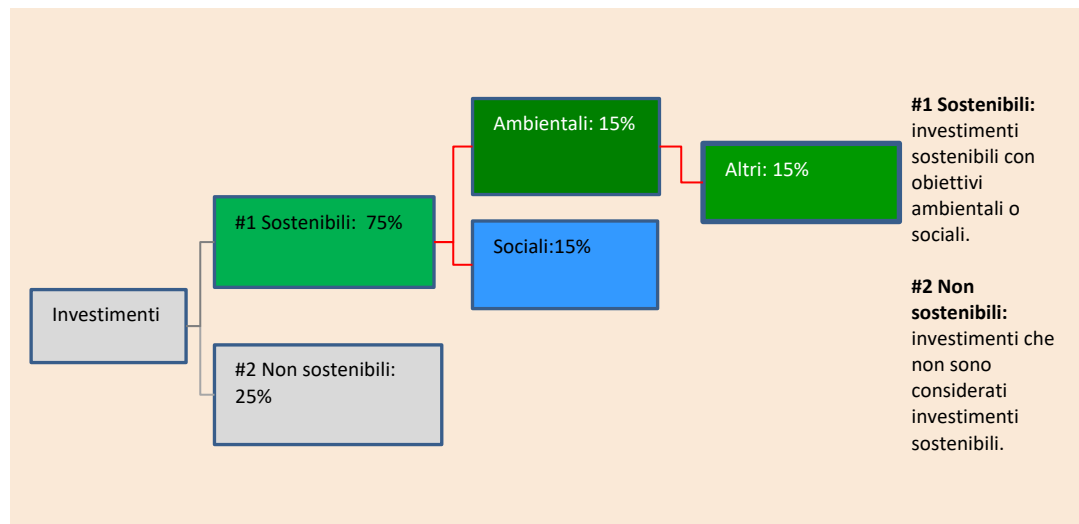 Investimenti
#1 Sostenibili:  75%
#2 Non sostenibili:
25%
Ambientali: 15%
Sociali:15%
Altri: 15%
#1 Sostenibili:
investimenti
sostenibili con
obiettivi
ambientali o
sociali.
#2 Non
sostenibili:
investimenti che
non sono
considerati
investimenti
sostenibili.